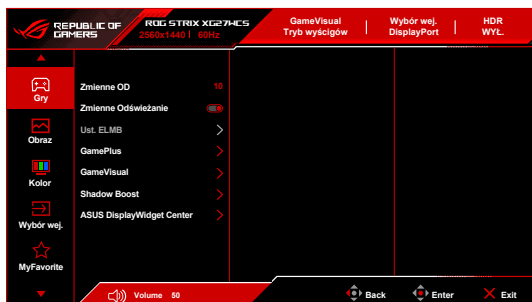 REPUBLIC OF
GAMERS
ROG STRIX XG27WCS
2560x1440 | 60Hz
GameVisual
Tryb wyścigów
Wybór wej.
DisplayPort
HDR
WYŁ.
Gry
Obraz
Kolor
Wybór wej.
MyFavorite
Zmienne OD 10
Zmienne Odświeżanie
Ust. ELMB
GamePlus
GameVisual
Shadow Boost
ASUS DisplayWidget Center
Volume 50
Back
Enter
Exit